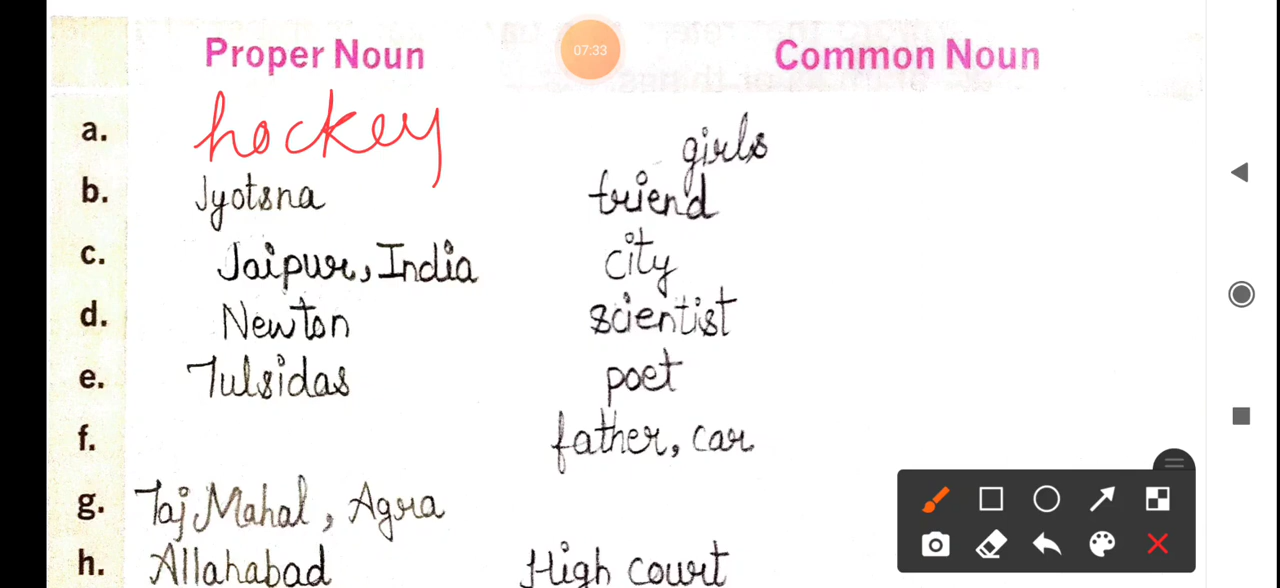 Proper Noun 07:33 Common Noun
a. hockey girls
b. Jyotsna friend
c. Jaipur, India city
d. Newton scientist
e. Tulsidas poet
f. father, car
g. Taj Mahal, Agra
h. Allahabad High court